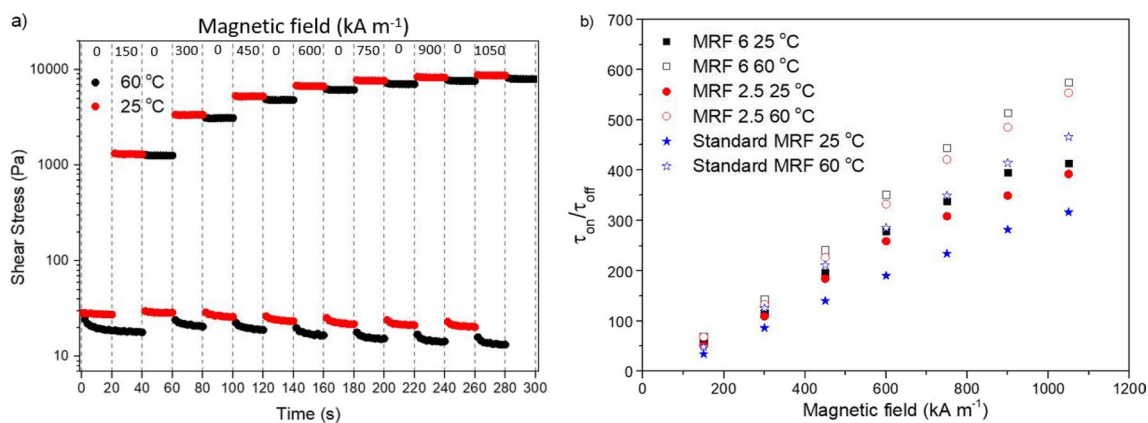 a)
Magnetic field (kA m⁻¹)
0 150 0 300 0 450 0 600 0 750 0 900 0 1050
60 °C
25 °C
10000
1000
100
10
Shear Stress (Pa)
0 20 40 60 80 100 120 140 160 180 200 220 240 260 280 300
Time (s)
b)
700
600
500
400
300
200
100
0
τon/τoff
MRF 6 25 °C
MRF 6 60 °C
MRF 2.5 25 °C
MRF 2.5 60 °C
Standard MRF 25 °C
Standard MRF 60 °C
0 200 400 600 800 1000 1200
Magnetic field (kA m⁻¹)